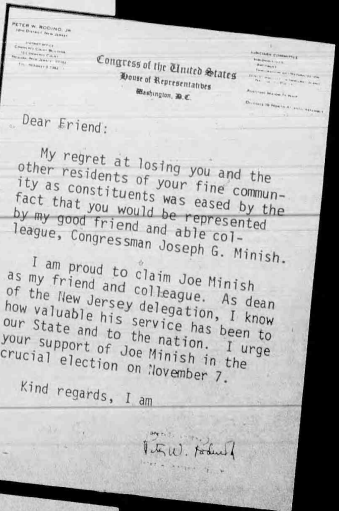 PETER W. RODINO, JR.
Congress of the United States
House of Representatives
Washington, D.C.
Dear Friend:
My regret at losing you and the
other residents of your fine commun-
ity as constituents was eased by the
fact that you would be represented
by my good friend and able col-
league, Congressman Joseph G. Minish.
I am proud to claim Joe Minish
as my friend and colleague. As dean
of the New Jersey delegation, I know
how valuable his service has been to
our State and to the nation. I urge
your support of Joe Minish in the
crucial election on November 7.
Kind regards, I am